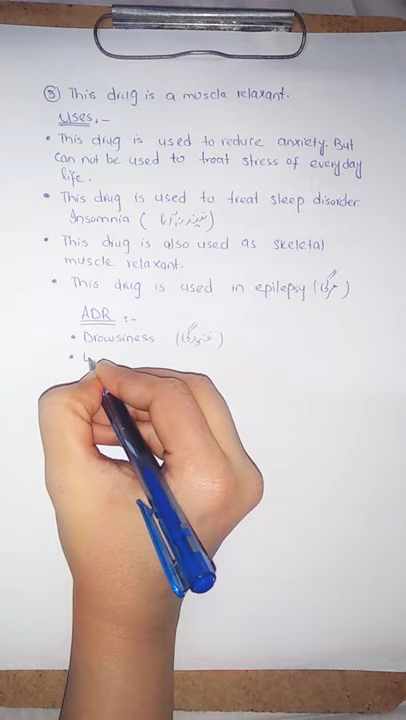 ③ This drug is a muscle relaxant.
Uses:-
• This drug is used to reduce anxiety. But
can not be used to treat stress of everyday
life.
• This drug is used to treat sleep disorder
Insomnia (نیند نہ آنا)
• This drug is also used as skeletal
muscle relaxant.
• This drug is used in epilepsy (مرگی)
ADR :-
• Drowsiness (غنودگی)
•